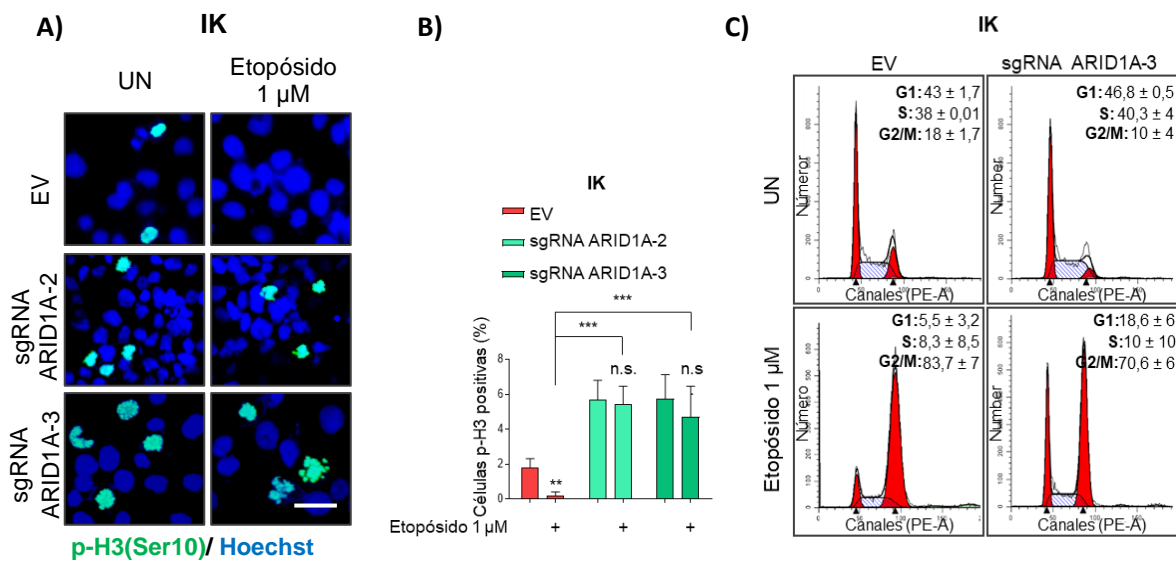 A)
IK
UN
Etopósido
1 µM
EV
sgRNA
ARID1A-2
sgRNA
ARID1A-3
p-H3(Ser10)/ Hoechst
B)
IK
EV
sgRNA ARID1A-2
sgRNA ARID1A-3
***
***
n.s.
n.s
**
Células p-H3 positivas (%)
8
6
4
2
0
Etopósido 1 µM
+
+
+
C)
IK
EV
sgRNA ARID1A-3
UN
G1:43 ± 1,7
S:38 ± 0,01
G2/M:18 ± 1,7
Númeror
Canales (PE-A)
G1:46,8 ± 0,5
S:40,3 ± 4
G2/M:10 ± 4
Number
Canales (PE-A)
Etopósido 1 µM
G1:5,5 ± 3,2
S:8,3 ± 8,5
G2/M:83,7 ± 7
Número
Canales (PE-A)
G1:18,6 ± 6
S:10 ± 10
G2/M:70,6 ± 6
Number
Canales (PE-A)